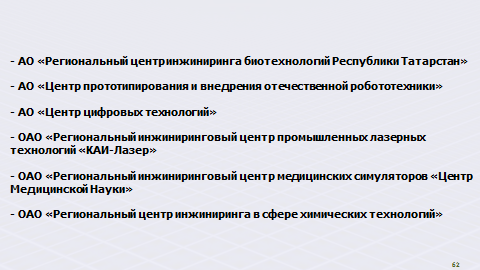 - АО «Региональный центр инжиниринга биотехнологий Республики Татарстан»
- АО «Центр прототипирования и внедрения отечественной робототехники»
- АО «Центр цифровых технологий»
- ОАО «Региональный инжиниринговый центр промышленных лазерных
технологий «КАИ-Лазер»
- ОАО «Региональный инжиниринговый центр медицинских симуляторов «Центр
Медицинской Науки»
- ОАО «Региональный центр инжиниринга в сфере химических технологий»
62